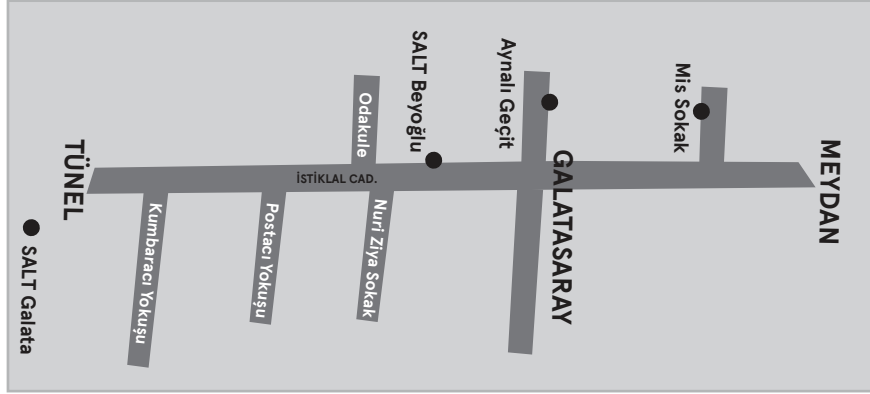 SALT Beyoğlu
Aynalı Geçit
Mis Sokak
Odakule
TÜNEL
İSTİKLAL CAD.
GALATASARAY
MEYDAN
Kumbaracı Yokuşu
Postacı Yokuşu
Nuri Ziya Sokak
SALT Galata